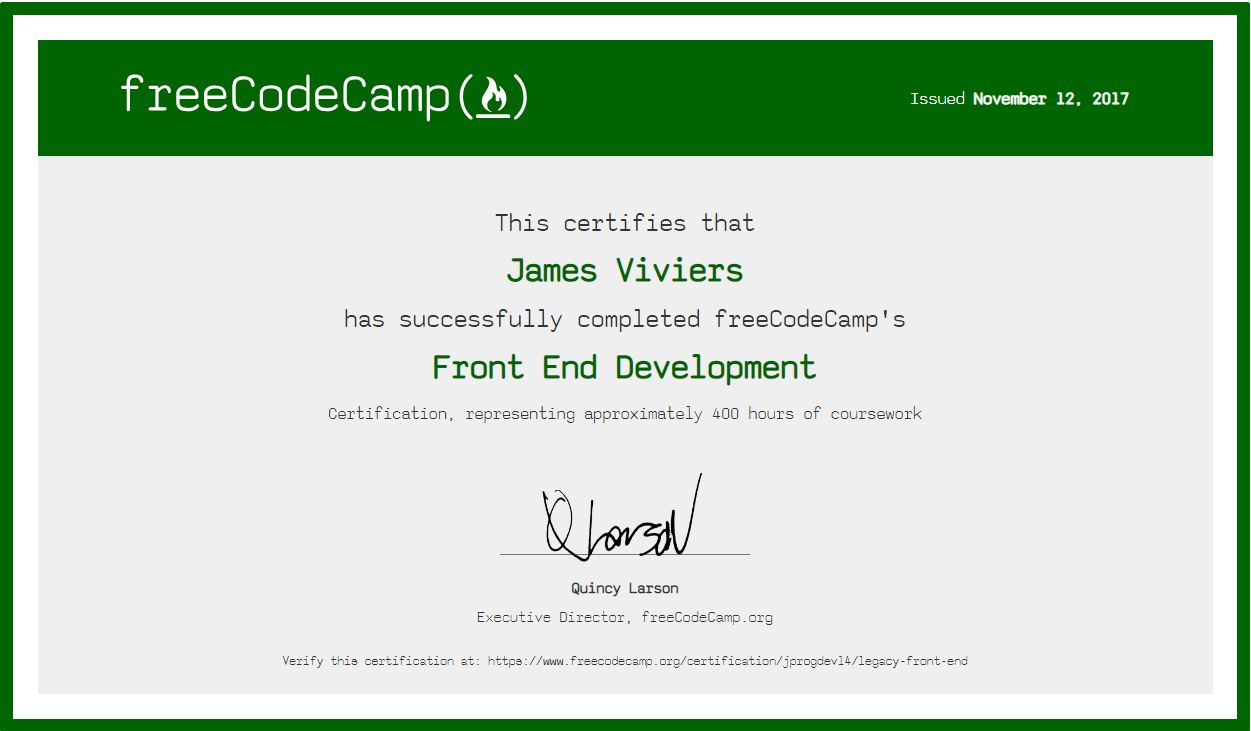 freeCodeCamp( )
Issued November 12, 2017
This certifies that
James Viviers
has successfully completed freeCodeCamp's
Front End Development
Certification, representing approximately 400 hours of coursework
Q Larson
Quincy Larson
Executive Director, freeCodeCamp.org
Verify this certification at: https://www.freecodecamp.org/certification/jprogdev14/legacy-front-end